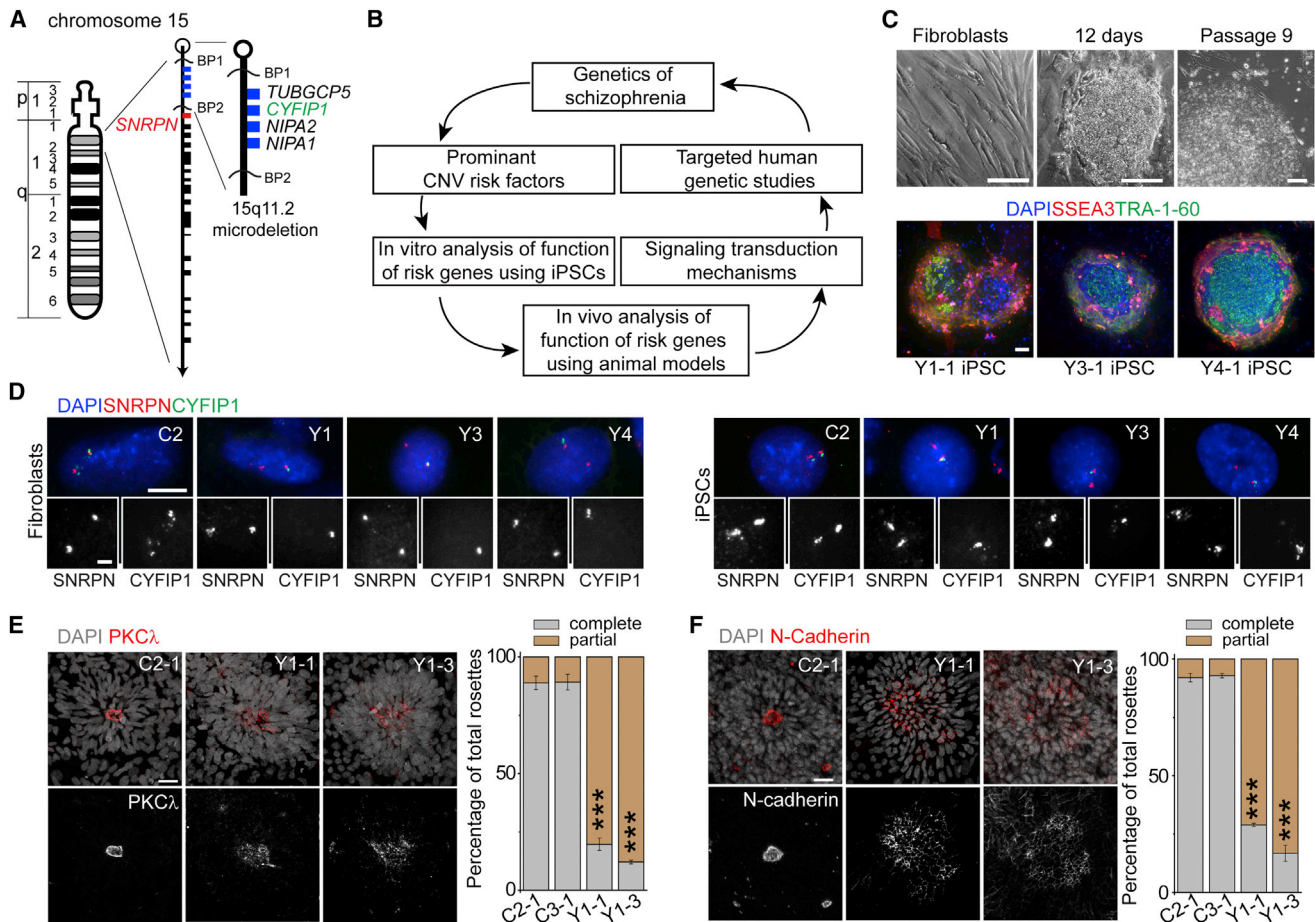 A
chromosome 15
p
1
3
2
1
q
1
1
2
3
4
5
2
1
2
3
4
5
6
BP1
BP2
SNRPN
BP1
TUBGCP5
CYFIP1
NIPA2
NIPA1
BP2
15q11.2
microdeletion
B
Genetics of
schizophrenia
Prominant
CNV risk factors
Targeted human
genetic studies
In vitro analysis of function
of risk genes using iPSCs
Signaling transduction
mechanisms
In vivo analysis of
function of risk genes
using animal models
C
Fibroblasts
12 days
Passage 9
DAPISSEA3TRA-1-60
Y1-1 iPSC
Y3-1 iPSC
Y4-1 iPSC
D
DAPISNRPNCYFIP1
Fibroblasts
C2
Y1
Y3
Y4
SNRPN
CYFIP1
SNRPN
CYFIP1
SNRPN
CYFIP1
SNRPN
CYFIP1
iPSCs
C2
Y1
Y3
Y4
SNRPN
CYFIP1
SNRPN
CYFIP1
SNRPN
CYFIP1
SNRPN
CYFIP1
E
DAPI PKCλ
C2-1
Y1-1
Y1-3
PKCλ
complete
partial
Percentage of total rosettes
100
50
0
***
***
C2-1
C3-1
Y1-1
Y1-3
F
DAPI N-Cadherin
C2-1
Y1-1
Y1-3
N-cadherin
complete
partial
Percentage of total rosettes
100
50
0
***
***
C2-1
C3-1
Y1-1
Y1-3